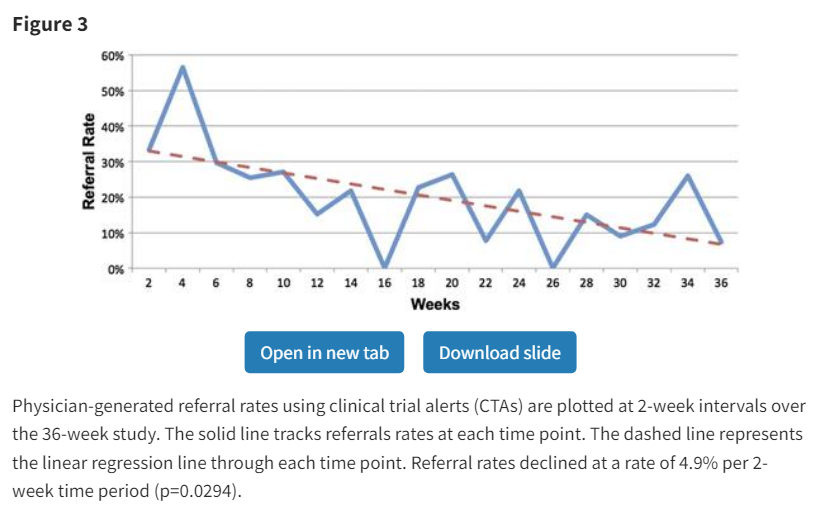 Figure 3
60%
50%
40%
30%
20%
10%
0%
Referral Rate
2 4 6 8 10 12 14 16 18 20 22 24 26 28 30 32 34 36
Weeks
Open in new tab Download slide
Physician-generated referral rates using clinical trial alerts (CTAs) are plotted at 2-week intervals over
the 36-week study. The solid line tracks referrals rates at each time point. The dashed line represents
the linear regression line through each time point. Referral rates declined at a rate of 4.9% per 2-
week time period (p=0.0294).